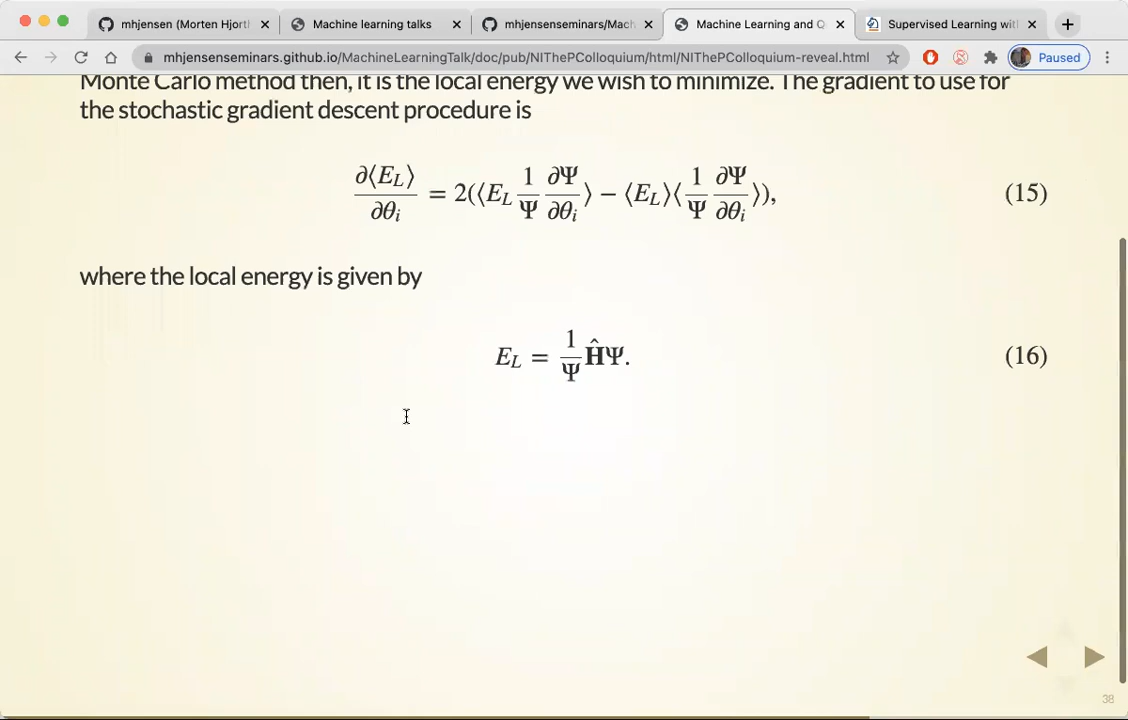 mhjensen (Morten Hjort
Machine learning talks
mhjensenseminars/Mach
Machine Learning and Q
Supervised Learning wit
mhjensenseminars.github.io/MachineLearningTalk/doc/pub/NIThePColloquium/html/NIThePColloquium-reveal.html
Paused
Monte Carlo method then, it is the local energy we wish to minimize. The gradient to use for
the stochastic gradient descent procedure is
∂⟨E_L⟩/∂θ_i = 2(⟨E_L 1/Ψ ∂Ψ/∂θ_i⟩ − ⟨E_L⟩⟨1/Ψ ∂Ψ/∂θ_i⟩), (15)
where the local energy is given by
E_L = 1/Ψ ĤΨ. (16)
38